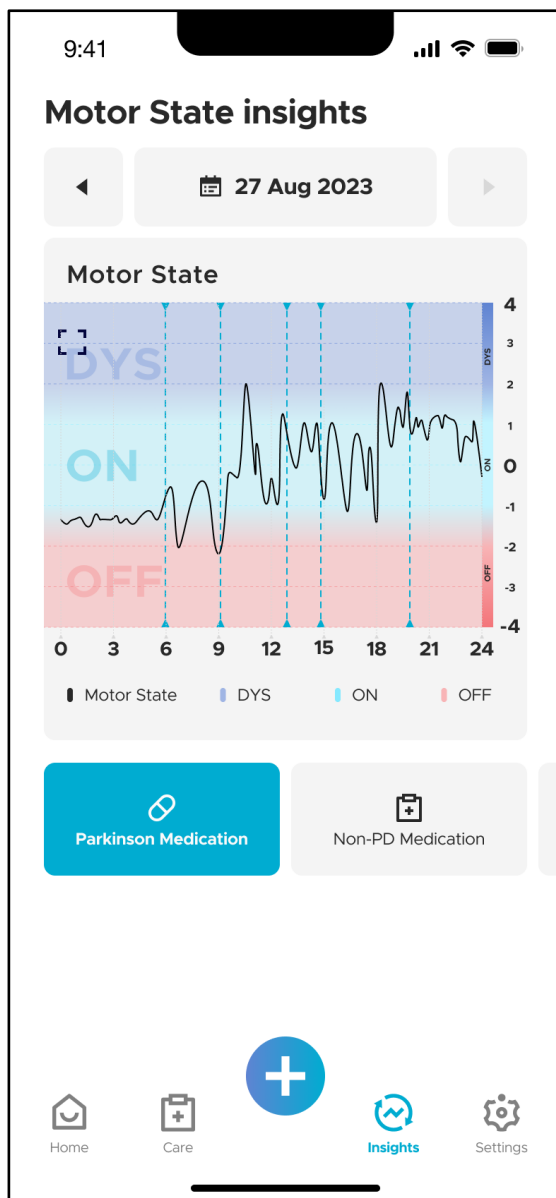 9:41
Motor State insights
27 Aug 2023
Motor State
4
3
DYS
DYS
2
1
ON
ON
0
-1
-2
OFF
OFF
-3
-4
0 3 6 9 12 15 18 21 24
Motor State DYS ON OFF
Parkinson Medication Non-PD Medication
Home Care Insights Settings